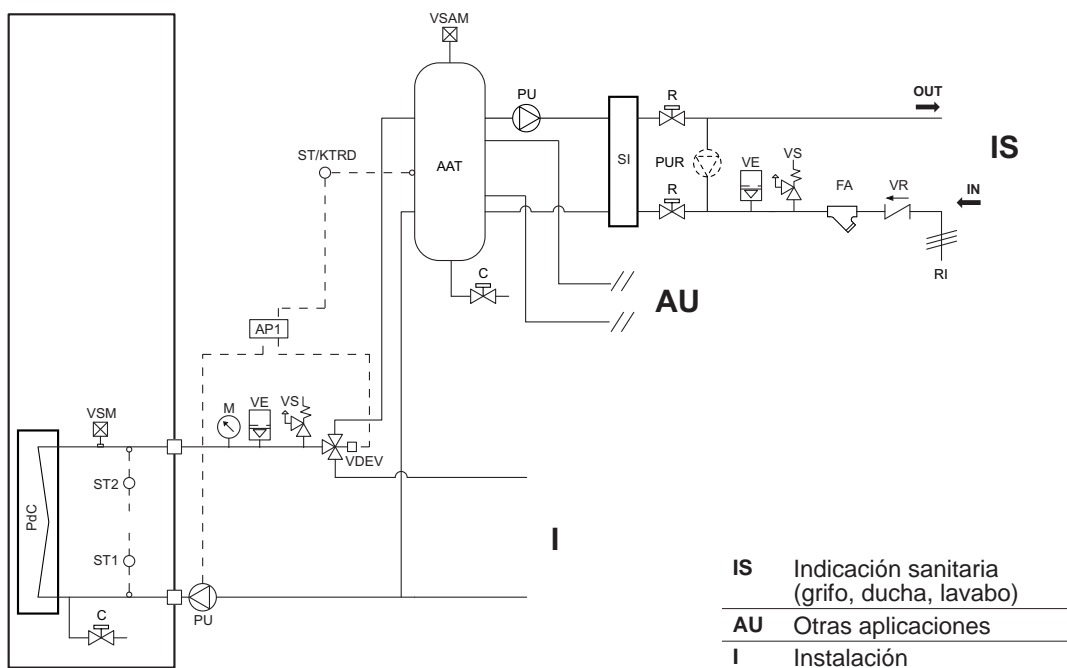 VSAM
PU
R
OUT
IS
ST/KTRD
AAT
SI
PUR
VE
VS
FA
VR
IN
R
RI
C
AU
AP1
VSM
M
VE
VS
VDEV
ST2
PdC
ST1
I
C
PU
IS Indicación sanitaria
(grifo, ducha, lavabo)
AU Otras aplicaciones
I Instalación